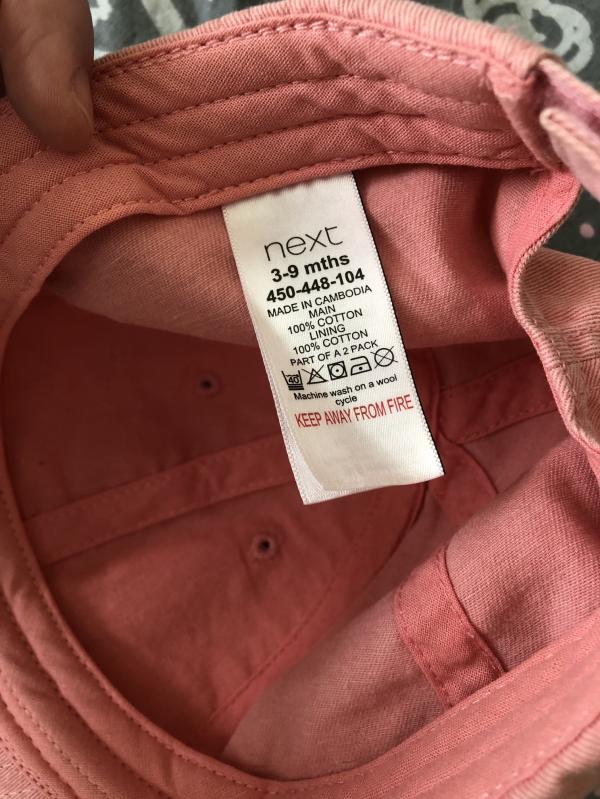 next
3-9 mths
450-448-104
MADE IN CAMBODIA
MAIN
100% COTTON
LINING
100% COTTON
PART OF A 2 PACK
40
Machine wash on a wool
cycle
KEEP AWAY FROM FIRE